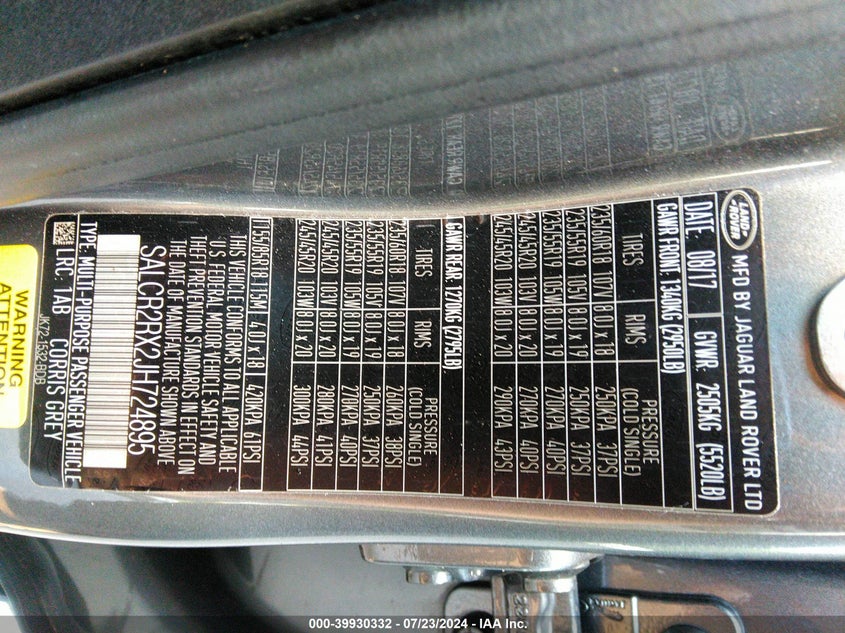 LAND-
ROVER
MFD BY JAGUAR LAND ROVER LTD
DATE: 08/17 GVWR: 2505KG (5520LB)
GAWR FRONT: 1340KG (2950LB)
TIRES RIMS PRESSURE
(COLD SINGLE)
235/60R18 107V 8.0J x 18 250KPA 37PSI
235/55R19 105V 8.0J x 19 250KPA 37PSI
235/55R19 105V 8.0J x 19 270KPA 40PSI
245/45R20 103W 8.0J x 20 270KPA 40PSI
245/45R20 103W 8.0J x 20 290KPA 43PSI
GAWR REAR: 1270KG (2795LB)
TIRES RIMS PRESSURE
(COLD SINGLE)
235/60R18 107V 8.0J x 18 260KPA 38PSI
235/55R19 105V 8.0J x 19 250KPA 37PSI
235/55R19 105V 8.0J x 19 270KPA 40PSI
245/45R20 103W 8.0J x 20 280KPA 41PSI
245/45R20 103W 8.0J x 20 300KPA 44PSI
T155/85R18 115M 4.0J x 18 420KPA 61PSI
THIS VEHICLE CONFORMS TO ALL APPLICABLE
U.S FEDERAL MOTOR VEHICLE SAFETY AND
THEFT PREVENTION STANDARDS IN EFFECT ON
THE DATE OF MANUFACTURE SHOWN ABOVE
SALCR2RX2JH724895
TYPE: MULTI-PURPOSE PASSENGER VEHICLE
LRC: 1AB CORRIS GREY
WARNING
ATTENTION
000-39930332 / 07/23/2024 - IAA Inc.